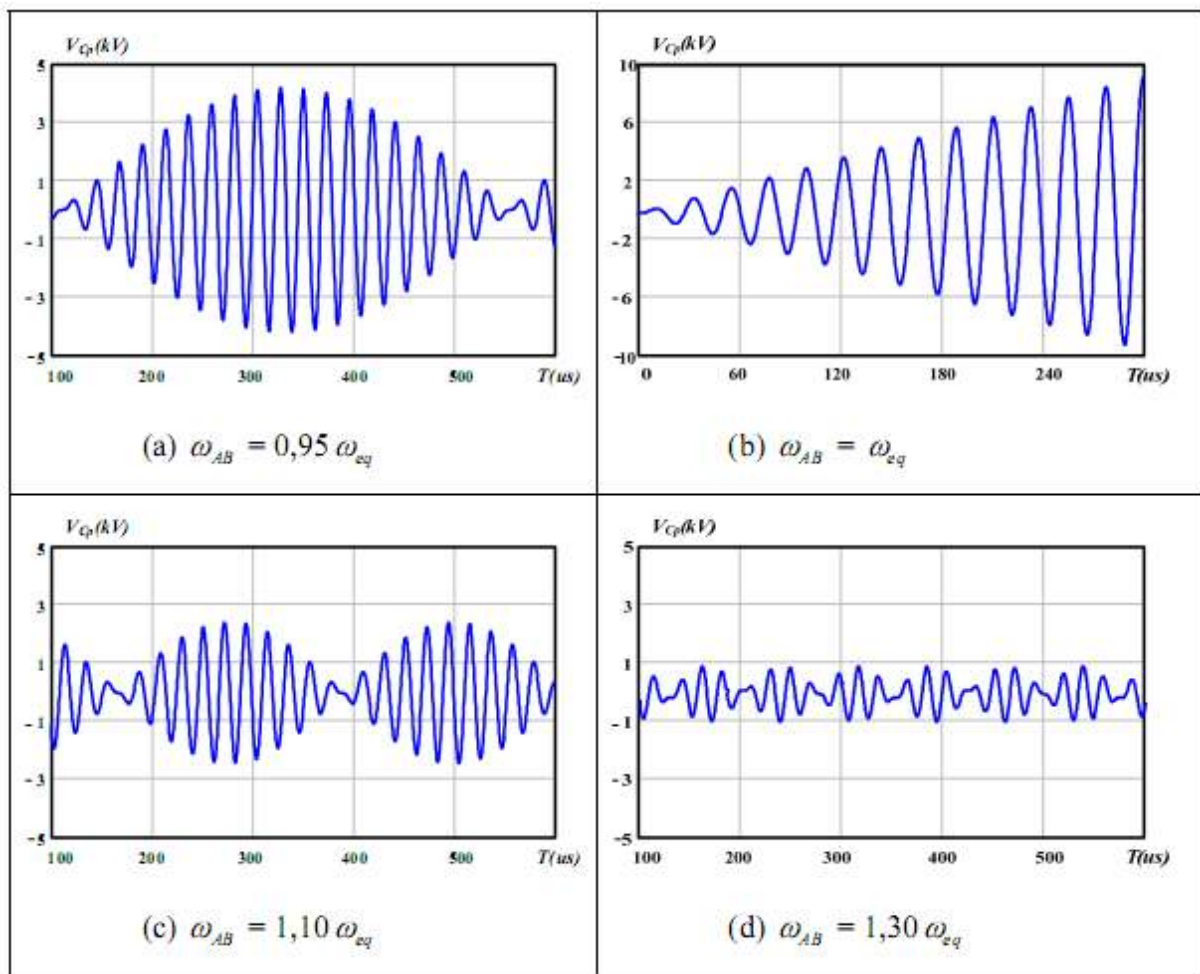 V_Cp(kV)
5
3
1
-1
-3
-5
100 200 300 400 500 T(us)
(a) ω_AB = 0,95 ω_eq
V_Cp(kV)
10
6
2
-2
-6
-10
0 60 120 180 240 T(us)
(b) ω_AB = ω_eq
V_Cp(kV)
5
3
1
-1
-3
-5
100 200 300 400 500 T(us)
(c) ω_AB = 1,10 ω_eq
V_Cp(kV)
5
3
1
-1
-3
-5
100 200 300 400 500 T(us)
(d) ω_AB = 1,30 ω_eq